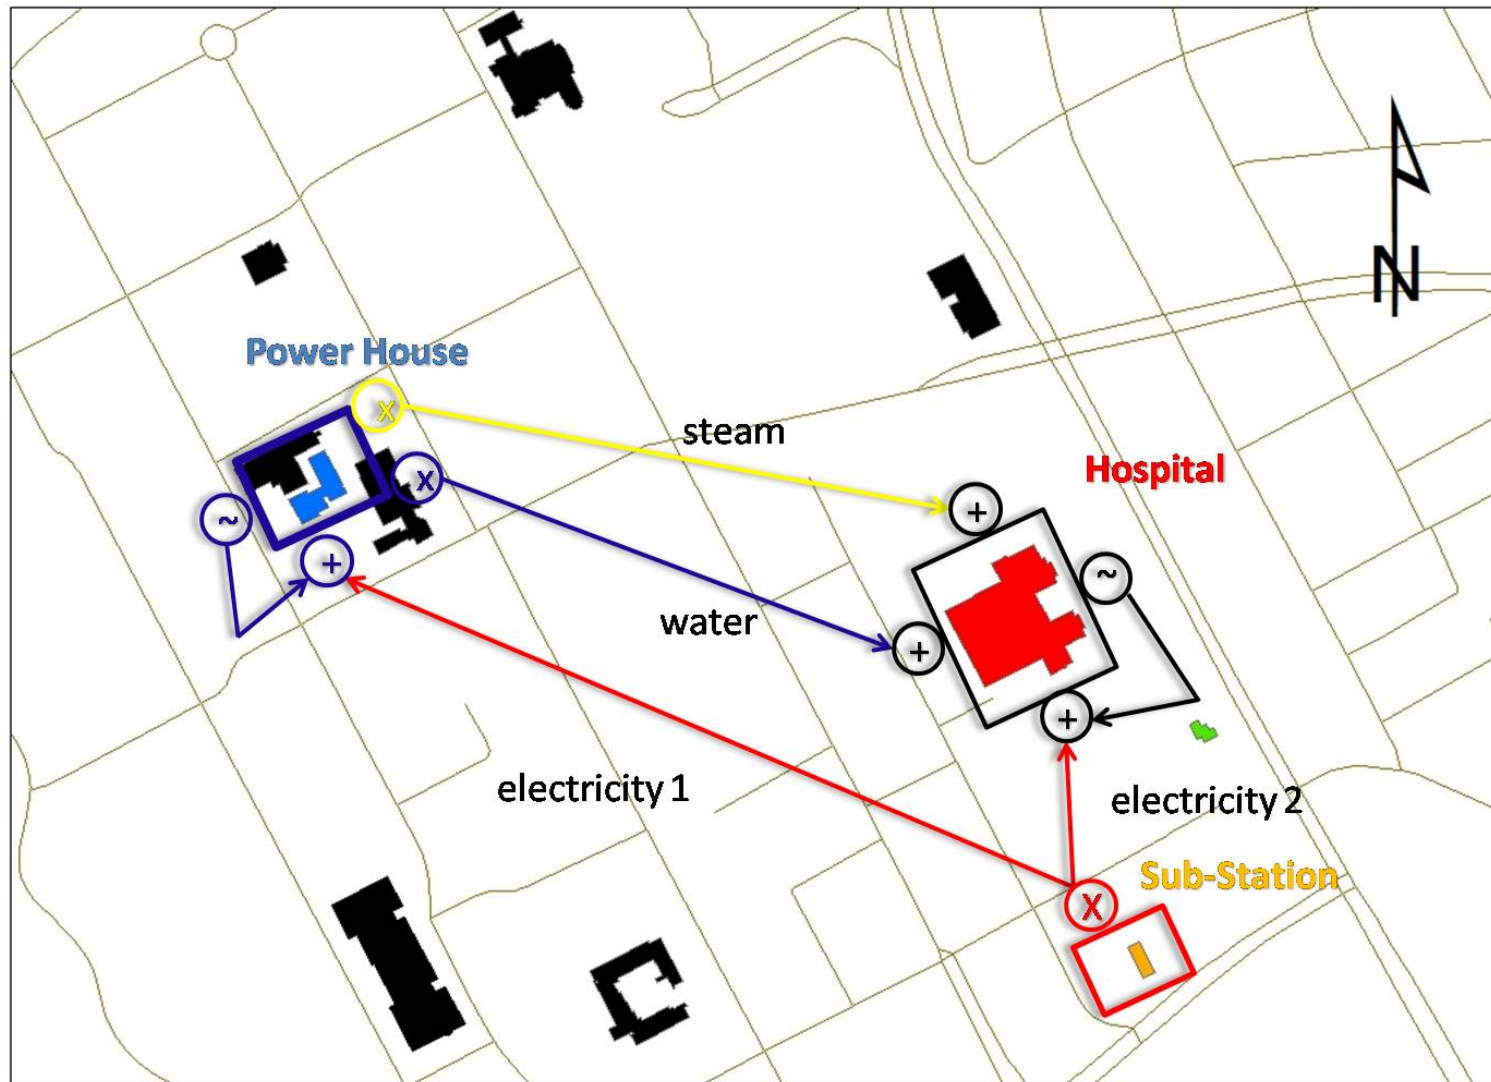 N
Power House
x
steam
Hospital
x
~
+
~
+
water
+
+
electricity 1
electricity 2
Sub-Station
X